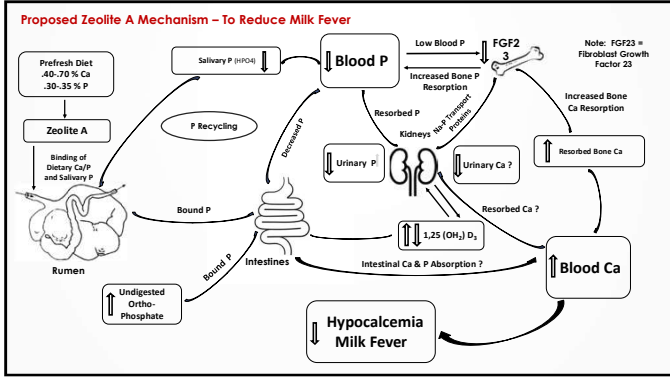 Proposed Zeolite A Mechanism – To Reduce Milk Fever
Prefresh Diet
.40-.70 % Ca
.30-.35 % P
Zeolite A
Binding of
Dietary Ca/P
and Salivary P
Rumen
Salivary P (HPO4)
P Recycling
Blood P
Low Blood P
Increased Bone P
Resorption
FGF2
3
Note: FGF23 =
Fibroblast Growth
Factor 23
Increased Bone
Ca Resorption
Resorbed Bone Ca
Decreased P
Resorbed P
Na-P Transport
Proteins
Kidneys
Urinary P
Urinary Ca ?
Resorbed Ca ?
Bound P
1,25 (OH2) D3
Intestines
Intestinal Ca & P Absorption ?
Blood Ca
Bound P
Undigested
Ortho-
Phosphate
Hypocalcemia
Milk Fever